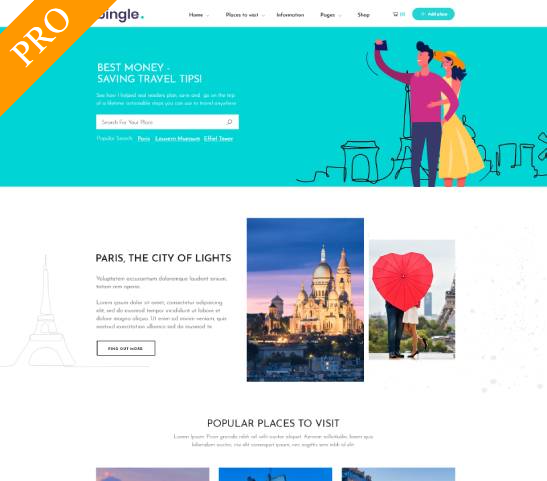 PRO
pingle.
Home
Places to visit
Information
Pages
Shop
(0)
+ Add place
BEST MONEY -
SAVING TRAVEL TIPS!
See how I helped real readers plan, save and go on the trip
of a lifetime actionable steps you can use to travel anywhere
Search For Your Place
Popular Search: Paris Louvern Museum Eiffel Tower
PARIS, THE CITY OF LIGHTS
Voluptatem accusantium doloremque laudant ipsum,
totam rem aperia.
Lorem ipsum dolor sit amet, consectetur adipiscing
elit, sed do eiusmod tempor incididunt ut labore et
dolore magna aliqua. Ut enim ad minim veniam, quis
nostrud exercitation ullamco sed do eiusmod te
FIND OUT MORE
POPULAR PLACES TO VISIT
Lorem Ipsum. Proin gravida nibh vel velit auctor aliquet. Aenean sollicitudin, lorem quis
bibendum auctor, nisi elit consequat ipsum, nec sagittis sem nibh id elit.